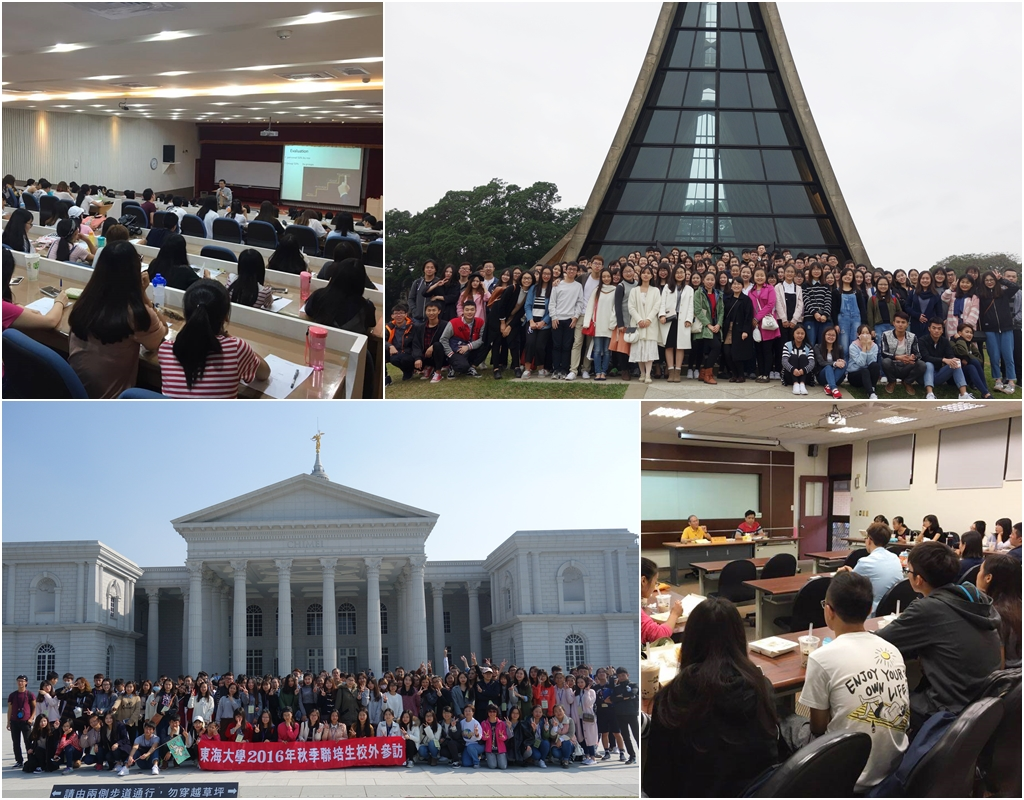 Evaluation
東海大學2016年秋季聯培生校外參訪
⬅請由兩側步道通行，勿穿越草坪➡
ENJOY YOUR
OWN LIFE